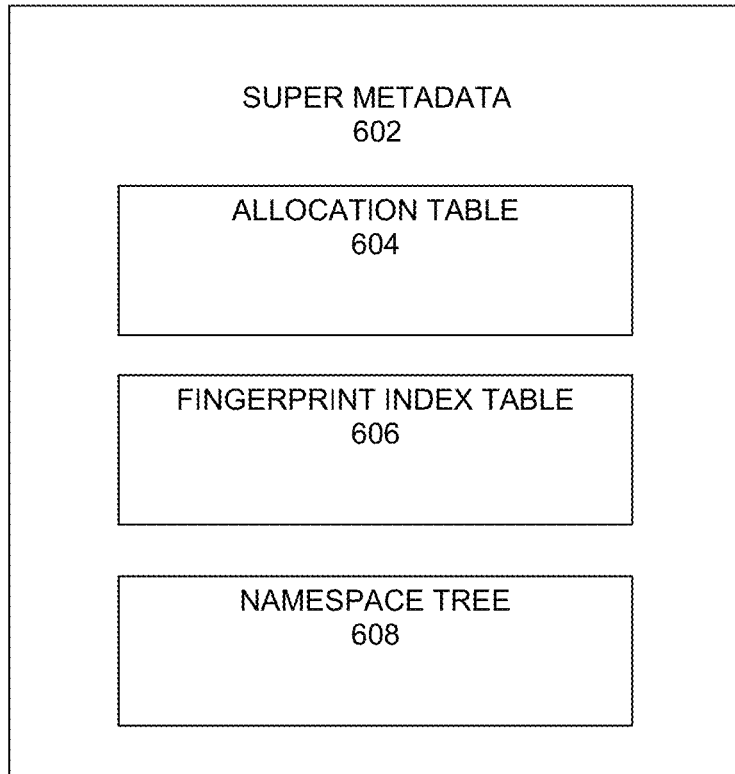 SUPER METADATA
602
ALLOCATION TABLE
604
FINGERPRINT INDEX TABLE
606
NAMESPACE TREE
608